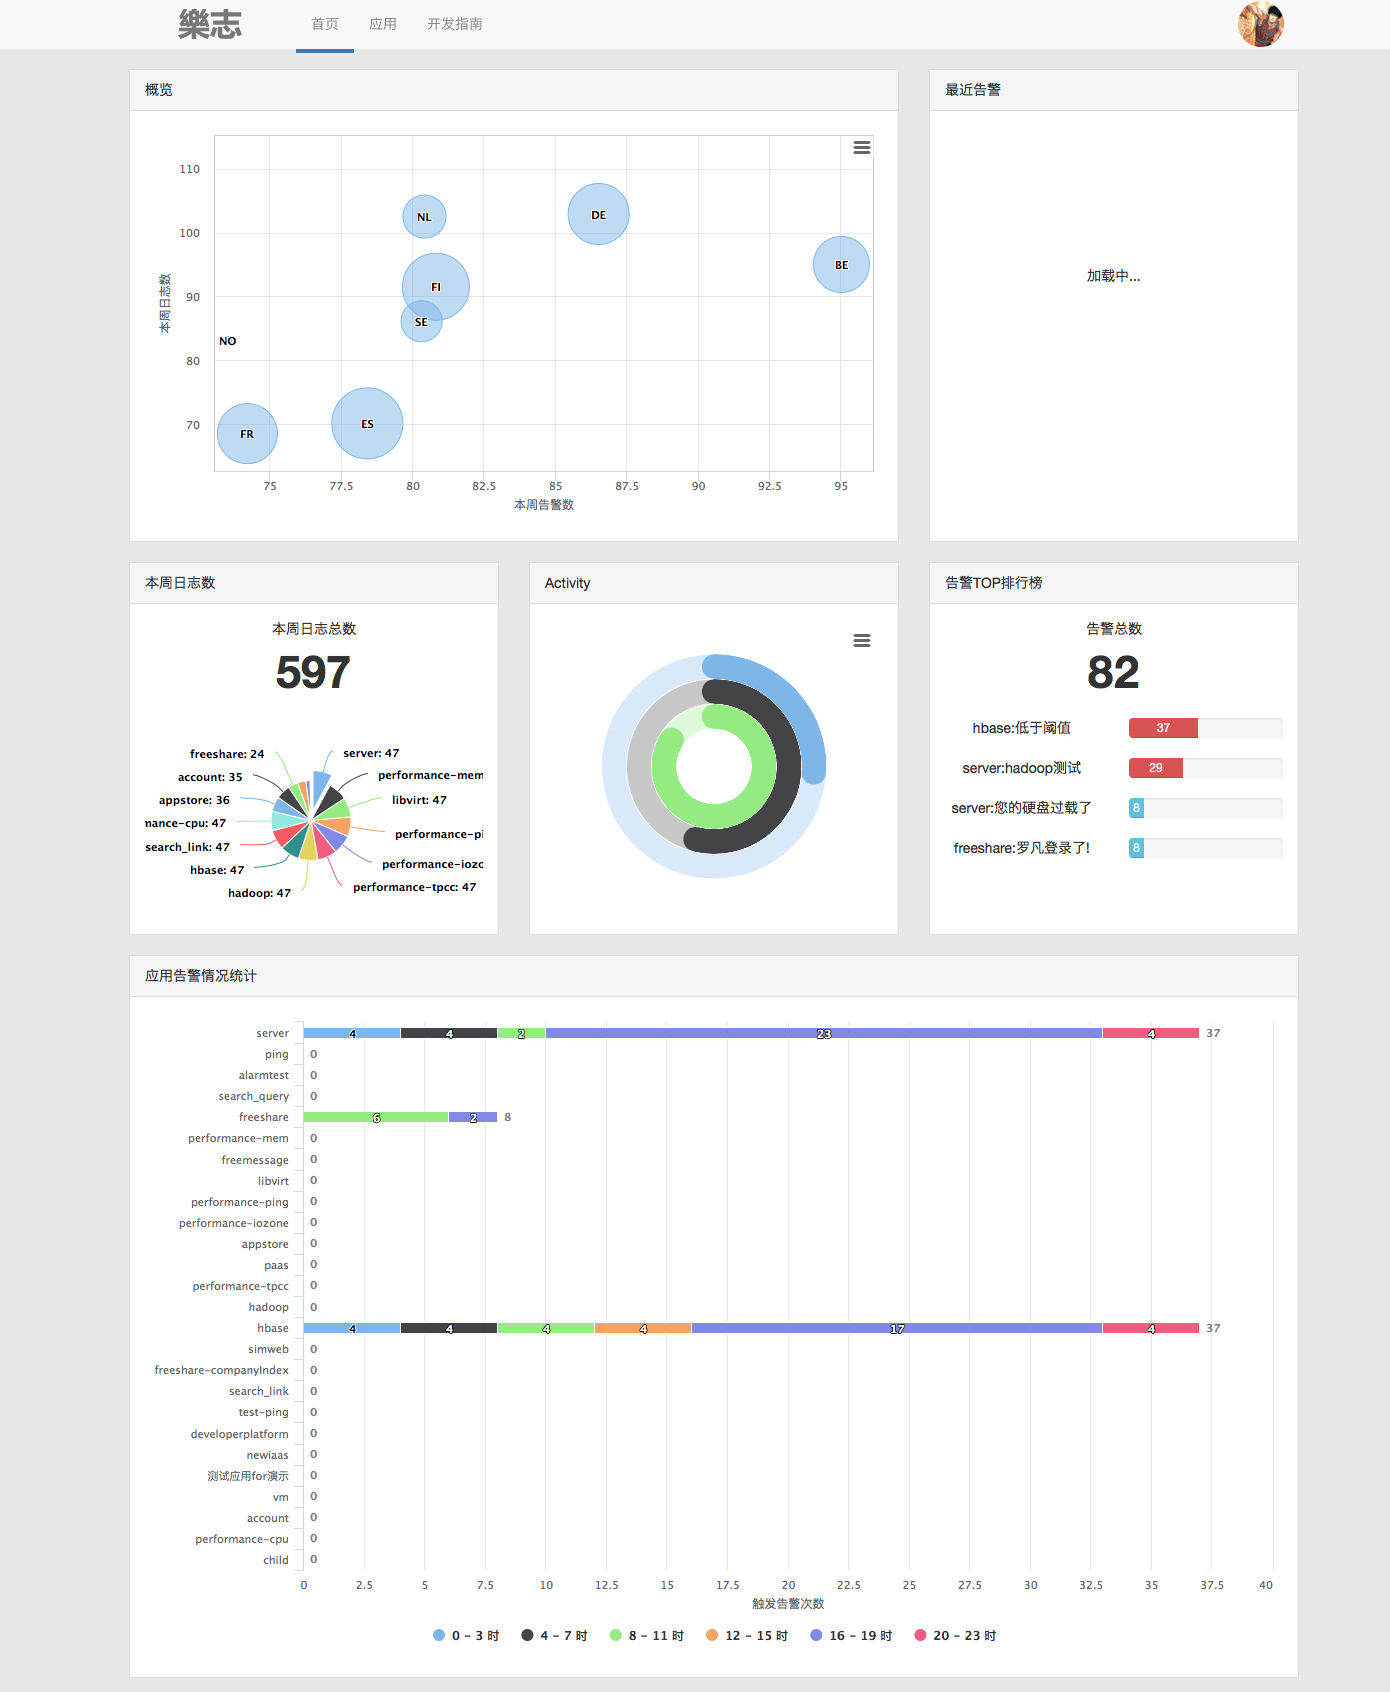 樂志 首页 应用 开发指南
概览
110
100
90
80
70
本周日志数
NL
DE
BE
FI
SE
NO
FR
ES
75 77.5 80 82.5 85 87.5 90 92.5 95
本周告警数
最近告警
加载中...
本周日志数
本周日志总数
597
freeshare: 24
account: 35
appstore: 36
mance-cpu: 47
search_link: 47
hbase: 47
hadoop: 47
server: 47
performance-mem
libvirt: 47
performance-pi
performance-iozo
performance-tpcc: 47
Activity
告警TOP排行榜
告警总数
82
hbase:低于阈值 37
server:hadoop测试 29
server:您的硬盘过载了 8
freeshare:罗凡登录了! 8
应用告警情况统计
server 4 4 2 23 4 37
ping 0
alarmtest 0
search_query 0
freeshare 6 2 8
performance-mem 0
freemessage 0
libvirt 0
performance-ping 0
performance-iozone 0
appstore 0
paas 0
performance-tpcc 0
hadoop 0
hbase 4 4 4 4 17 4 37
simweb 0
freeshare-companyIndex 0
search_link 0
test-ping 0
developerplatform 0
newiaas 0
测试应用for演示 0
vm 0
account 0
performance-cpu 0
child 0
0 2.5 5 7.5 10 12.5 15 17.5 20 22.5 25 27.5 30 32.5 35 37.5 40
触发告警次数
0 - 3 时 4 - 7 时 8 - 11 时 12 - 15 时 16 - 19 时 20 - 23 时